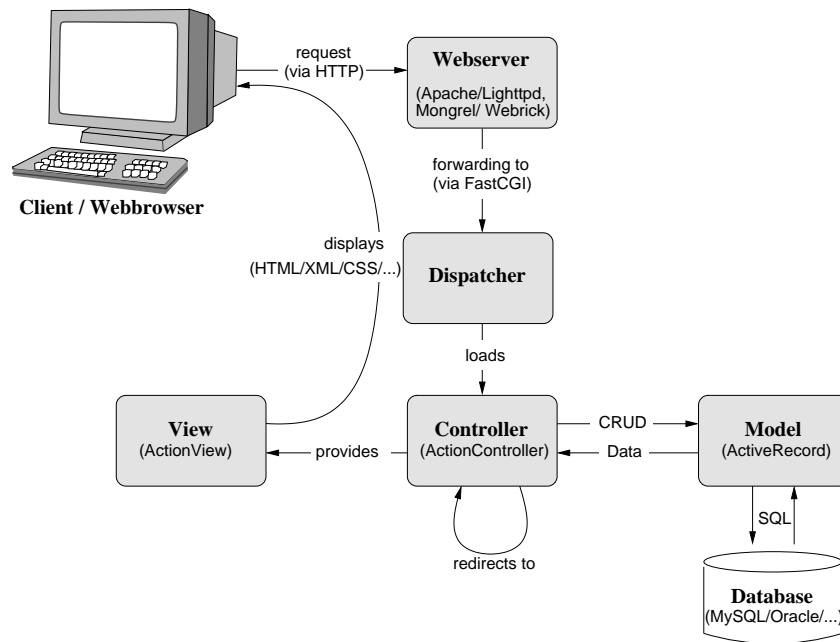 request
(via HTTP)
Webserver
(Apache/Lighttpd,
Mongrel/ Webrick)
forwarding to
(via FastCGI)
Client / Webbrowser
displays
(HTML/XML/CSS/...)
Dispatcher
loads
View
(ActionView)
provides
Controller
(ActionController)
CRUD
Data
Model
(ActiveRecord)
redirects to
SQL
Database
(MySQL/Oracle/...)